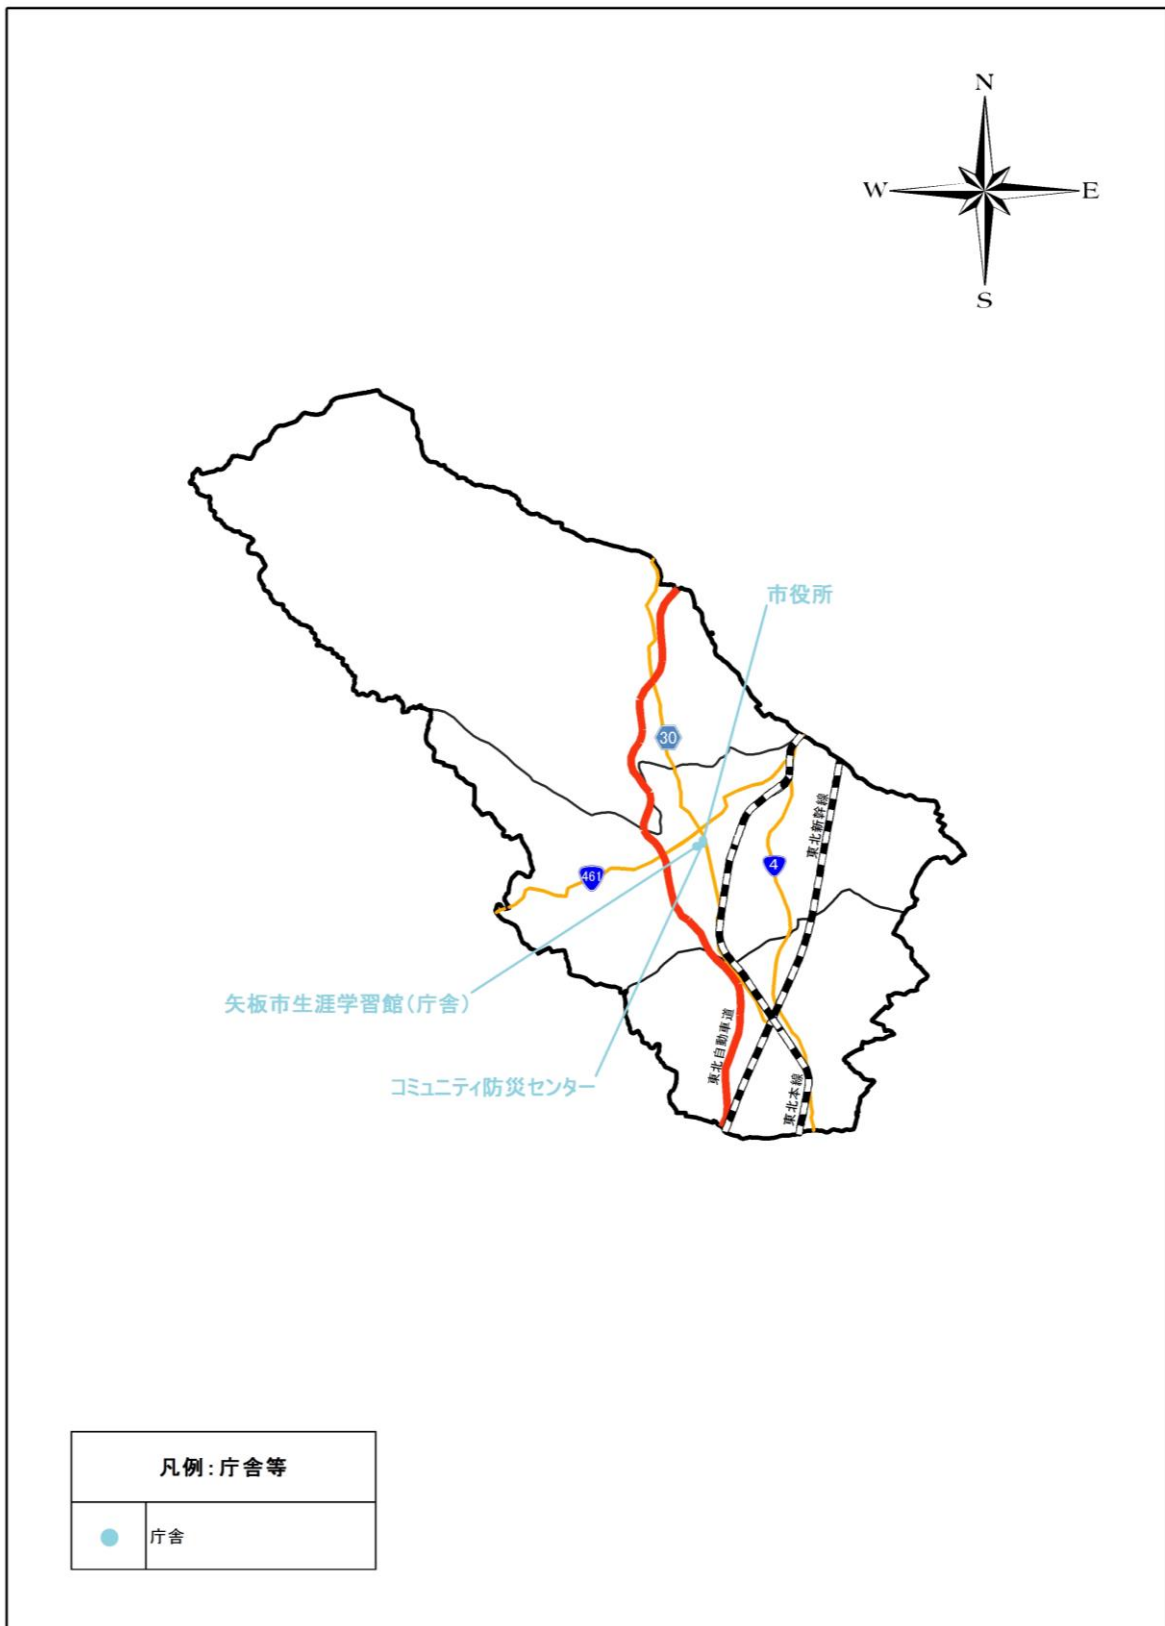 N
W
E
S
市役所
30
東北新幹線
461
4
矢板市生涯学習館(庁舎)
東北自動車道
コミュニティ防災センター
東北本線
凡例:庁舎等
庁舎